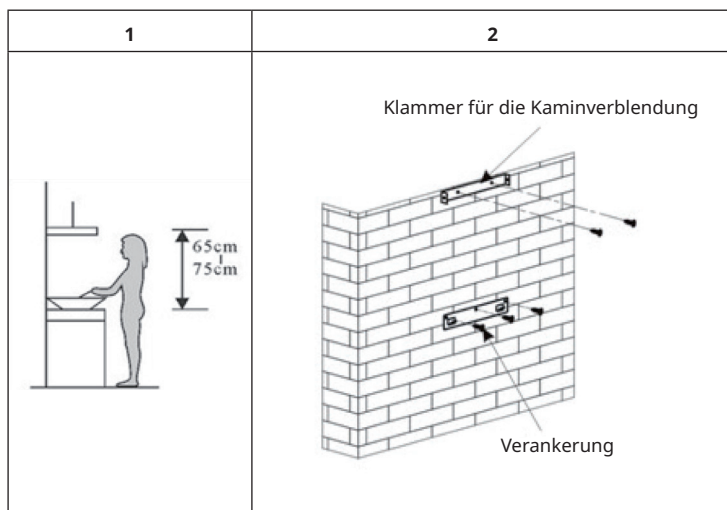 1
2
Klammer für die Kaminverblendung
65cm
75cm
Verankerung